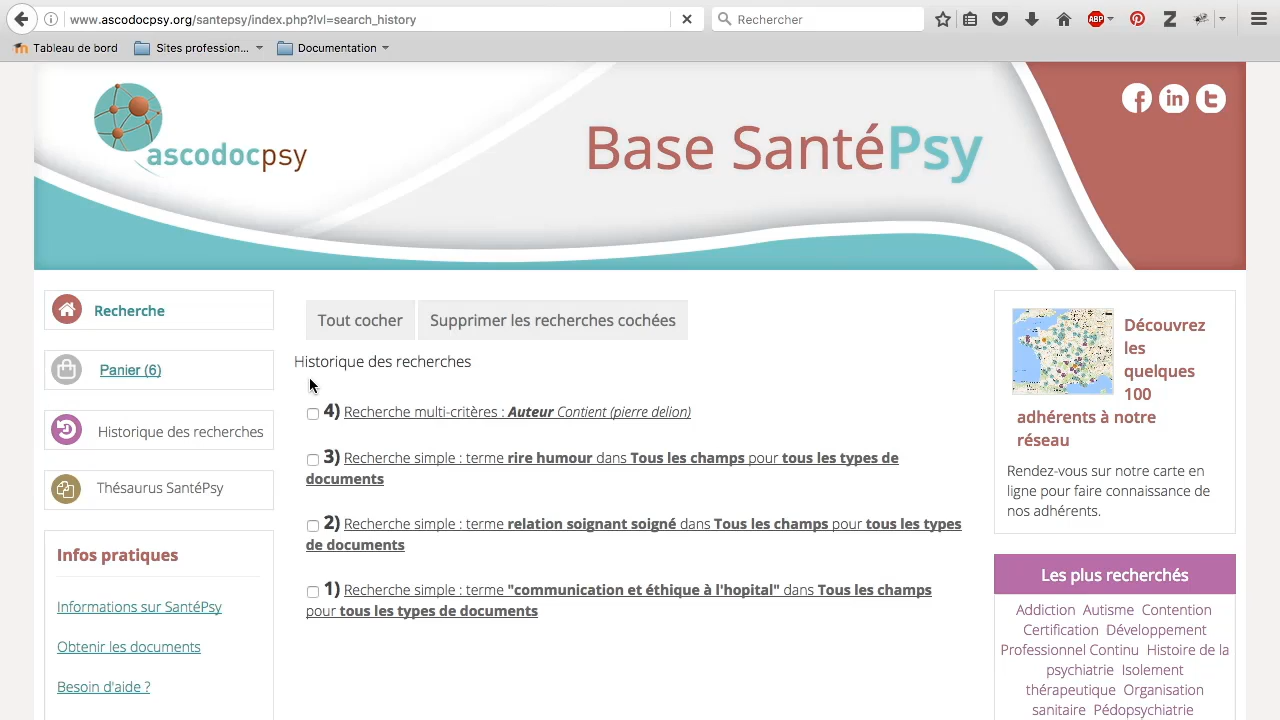 www.ascodocpsy.org/santepsy/index.php?lvl=search_history
Rechercher
ABP
Tableau de bord
Sites profession...
Documentation
ascodocpsy
Base SantéPsy
Recherche
Panier (6)
Historique des recherches
Thésaurus SantéPsy
Infos pratiques
Informations sur SantéPsy
Obtenir les documents
Besoin d'aide ?
Tout cocher
Supprimer les recherches cochées
Historique des recherches
4) Recherche multi-critères : Auteur Contient (pierre delion)
3) Recherche simple : terme rire humour dans Tous les champs pour tous les types de
documents
2) Recherche simple : terme relation soignant soigné dans Tous les champs pour tous les types
de documents
1) Recherche simple : terme "communication et éthique à l'hopital" dans Tous les champs
pour tous les types de documents
Découvrez
les
quelques
100
adhérents à notre
réseau
Rendez-vous sur notre carte en
ligne pour faire connaissance de
nos adhérents.
Les plus recherchés
Addiction Autisme Contention
Certification Développement
Professionnel Continu Histoire de la
psychiatrie Isolement
thérapeutique Organisation
sanitaire Pédopsychiatrie